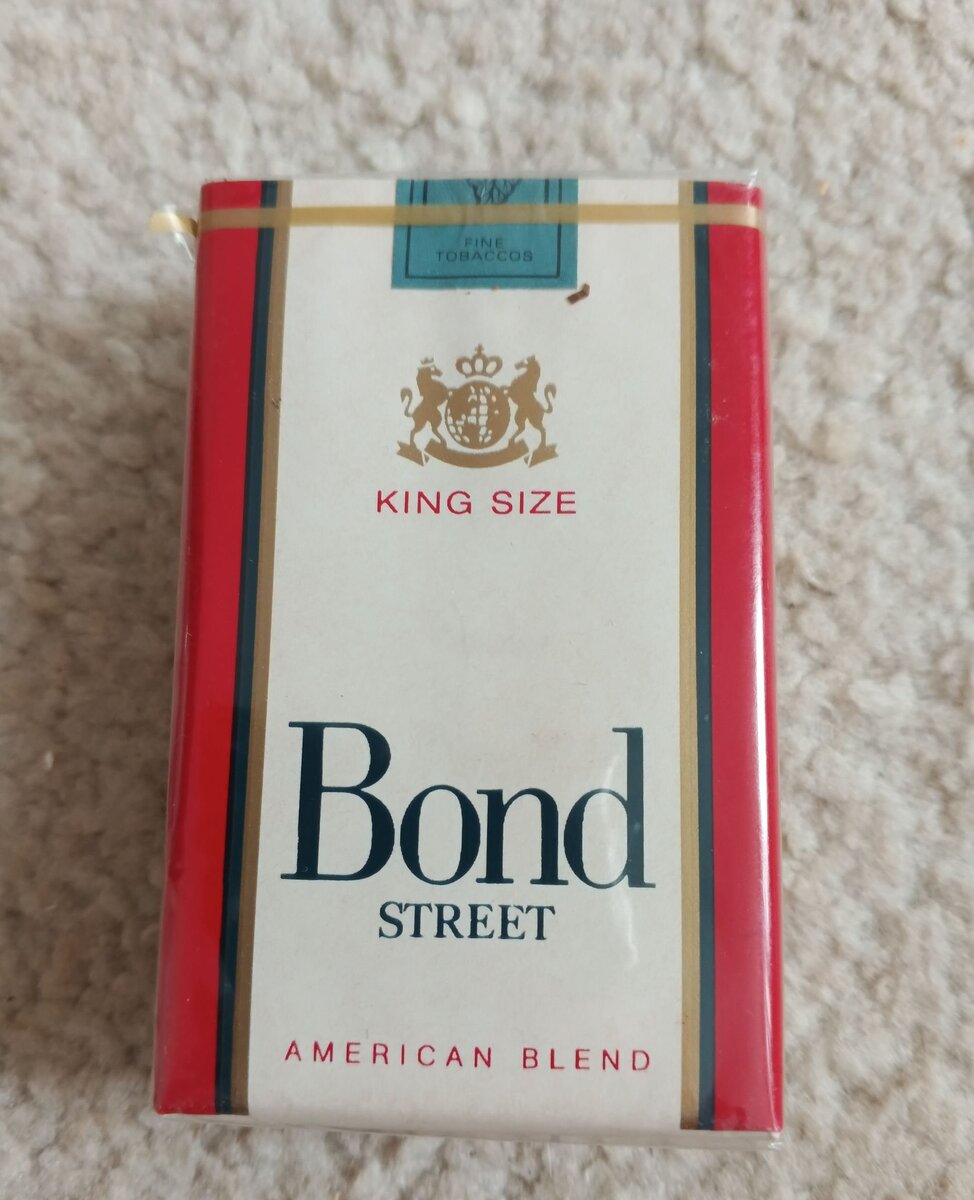 FINE
TOBACCOS
KING SIZE
Bond
STREET
AMERICAN BLEND